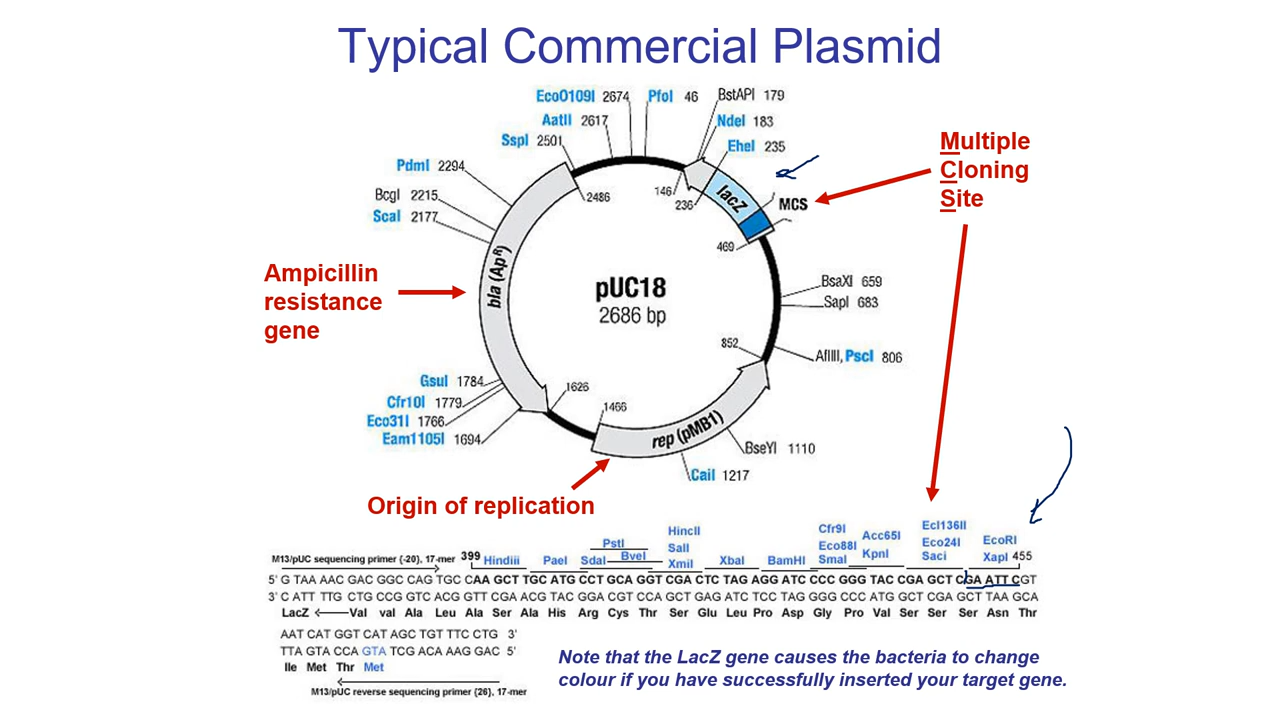 Typical Commercial Plasmid
EcoO109I 2674
PfoI 46
BstAPI 179
AatII 2617
NdeI 183
SspI 2501
EheI 235
PdmI 2294
BcgI 2215
ScaI 2177
2486
146
236
lacZ
MCS
469
Multiple
Cloning
Site
Ampicillin
resistance
gene
bla (ApR)
pUC18
2686 bp
BsaXI 659
SapI 683
852
AflIII, PscI 806
GsuI 1784
Cfr10I 1779
Eco31I 1766
Eam1105I 1694
1626
1466
rep (pMB1)
BseYI 1110
CaiI 1217
Origin of replication
HincII
Cfr9I
Ecl136II
PstI
SalI
Eco88I
Acc65I
Eco24I
EcoRI
M13/pUC sequencing primer (-20), 17-mer 399 Hindiii PaeI SdaI BveI XmiI XbaI BamHI SmaI KpnI Saci XapI 455
5' G TAA AAC GAC GGC CAG TGC CAA GCT TGC ATG CCT GCA GGT CGA CTC TAG AGG ATC CCC GGG TAC CGA GCT CGA ATT CGT
3' C ATT TTG CTG CCG GTC ACG GTT CGA ACG TAC GGA CGT CCA GCT GAG ATC TCC TAG GGG CCC ATG GCT CGA GCT TAA GCA
LacZ Val val Ala Leu Ala Ser Ala His Arg Cys Thr Ser Glu Leu Pro Asp Gly Pro Val Ser Ser Ser Asn Thr
AAT CAT GGT CAT AGC TGT TTC CTG 3'
TTA GTA CCA GTA TCG ACA AAG GAC 5'
Ile Met Thr Met
M13/pUC reverse sequencing primer {26}, 17-mer
Note that the LacZ gene causes the bacteria to change
colour if you have successfully inserted your target gene.